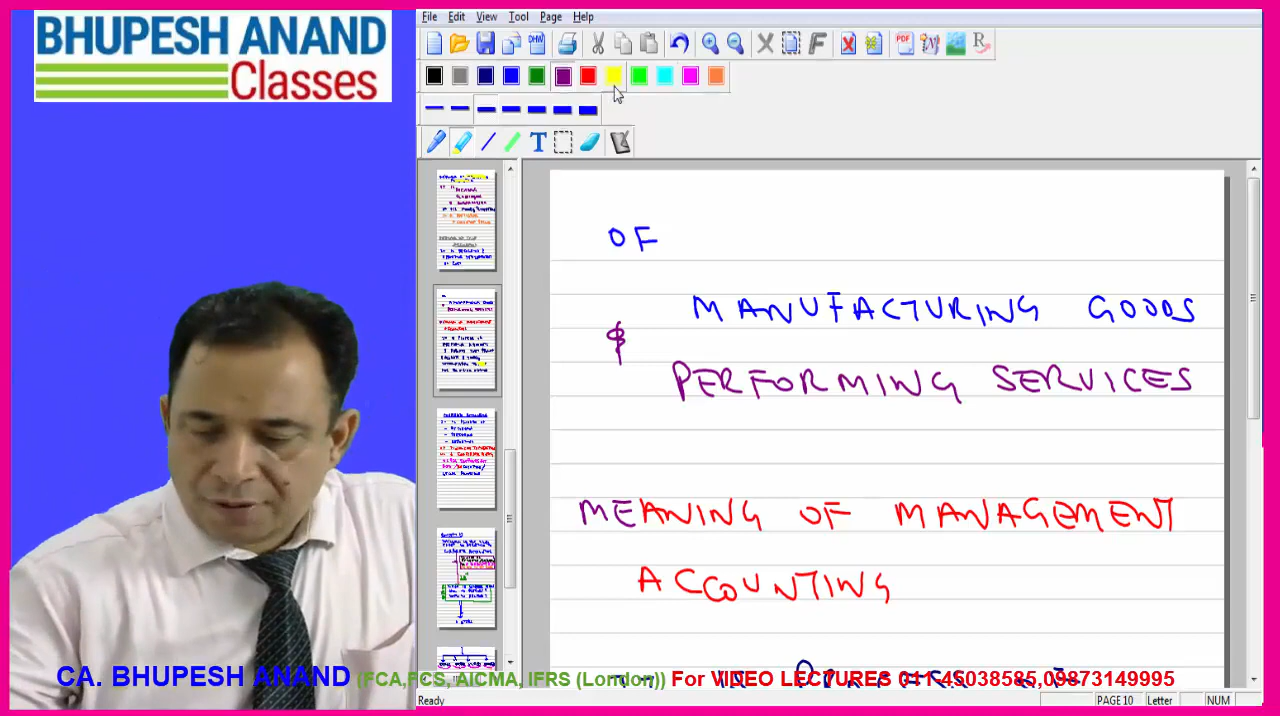 BHUPESH ANAND
Classes
File Edit View Tool Page Help
OF
MANUFACTURING GOODS
&
PERFORMING SERVICES
MEANING OF MANAGEMENT
ACCOUNTING
CA. BHUPESH ANAND (FCA,FCS, AICMA, IFRS (London)) For VIDEO LECTURES 011-45038585,09873149995
Ready PAGE 10 Letter NUM